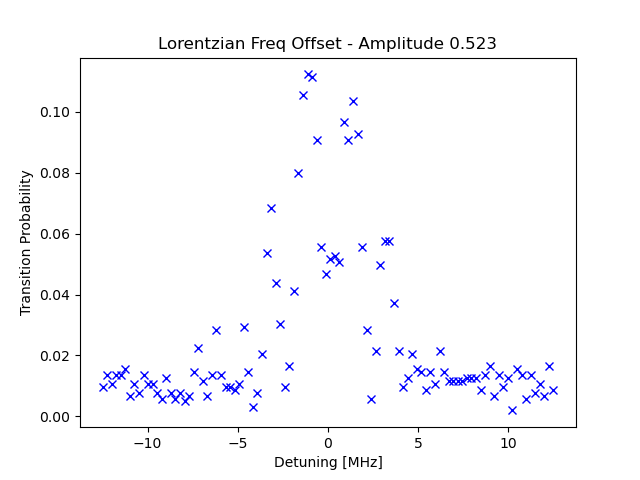 Lorentzian Freq Offset - Amplitude 0.523
0.10
0.08
0.06
0.04
0.02
0.00
Transition Probability
−10 −5 0 5 10
Detuning [MHz]